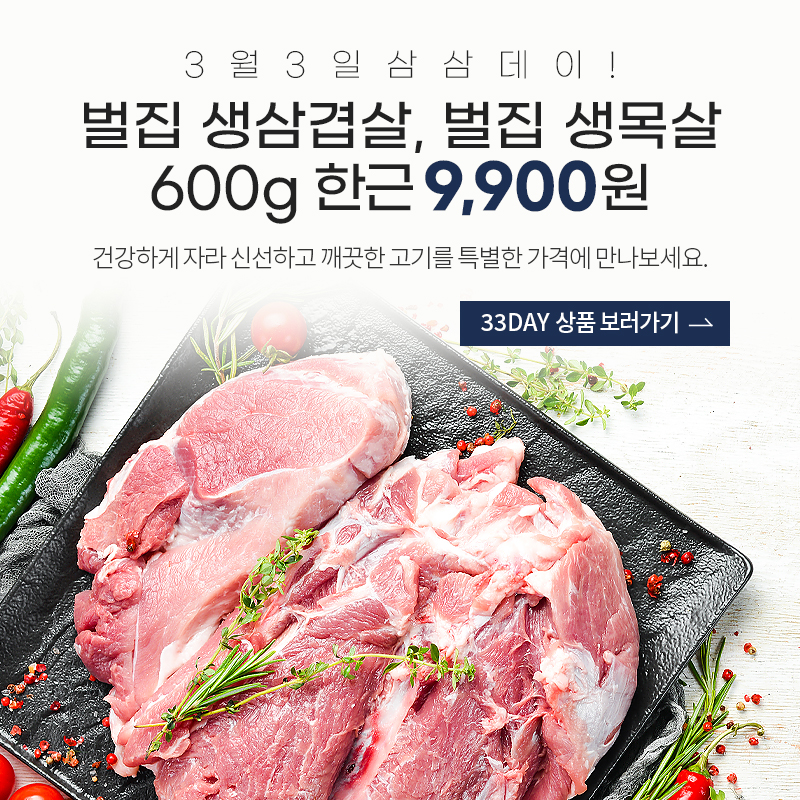 3월3일삼삼데이!
벌집 생삼겹살, 벌집 생목살
600g 한근 9,900원
건강하게 자라 신선하고 깨끗한 고기를 특별한 가격에 만나보세요.
33DAY 상품 보러가기 →